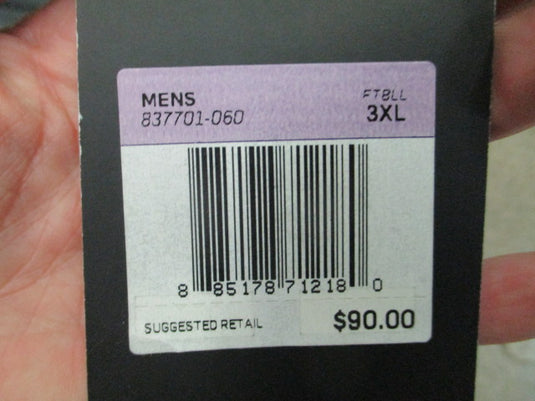 MENS FTBLL
837701-060 3XL
8 85178 71218 0
SUGGESTED RETAIL $90.00